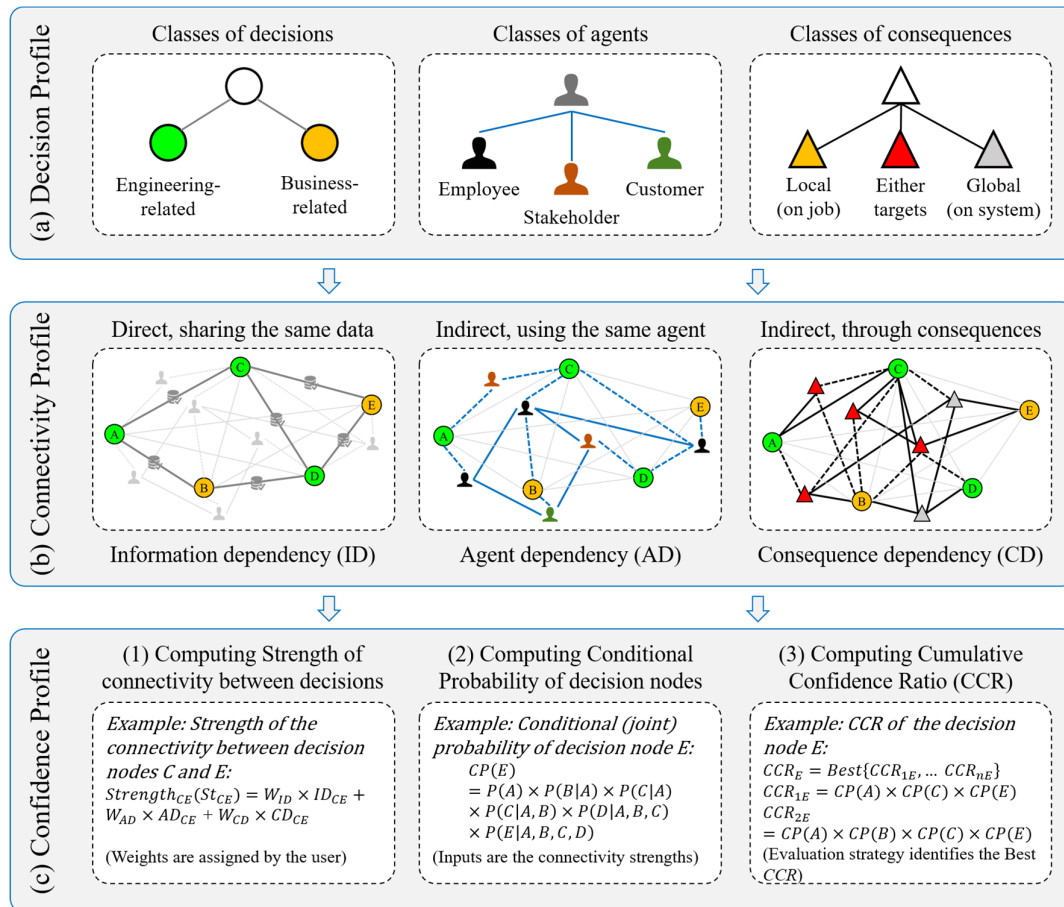 (a) Decision Profile
Classes of decisions
Engineering-
related
Business-
related
Classes of agents
Employee
Stakeholder
Customer
Classes of consequences
Local
(on job)
Either
targets
Global
(on system)
(b) Connectivity Profile
Direct, sharing the same data
A
B
C
D
E
Information dependency (ID)
Indirect, using the same agent
A
B
C
D
E
Agent dependency (AD)
Indirect, through consequences
A
B
C
D
E
Consequence dependency (CD)
(c) Confidence Profile
(1) Computing Strength of
connectivity between decisions
Example: Strength of the
connectivity between decision
nodes C and E:
Strength_CE(St_CE) = W_ID × ID_CE +
W_AD × AD_CE + W_CD × CD_CE
(Weights are assigned by the user)
(2) Computing Conditional
Probability of decision nodes
Example: Conditional (joint)
probability of decision node E:
CP(E)
= P(A) × P(B|A) × P(C|A)
× P(C|A, B) × P(D|A, B, C)
× P(E|A, B, C, D)
(Inputs are the connectivity strengths)
(3) Computing Cumulative
Confidence Ratio (CCR)
Example: CCR of the decision
node E:
CCR_E = Best{CCR_1E, … CCR_nE}
CCR_1E = CP(A) × CP(C) × CP(E)
CCR_2E
= CP(A) × CP(B) × CP(C) × CP(E)
(Evaluation strategy identifies the Best
CCR)